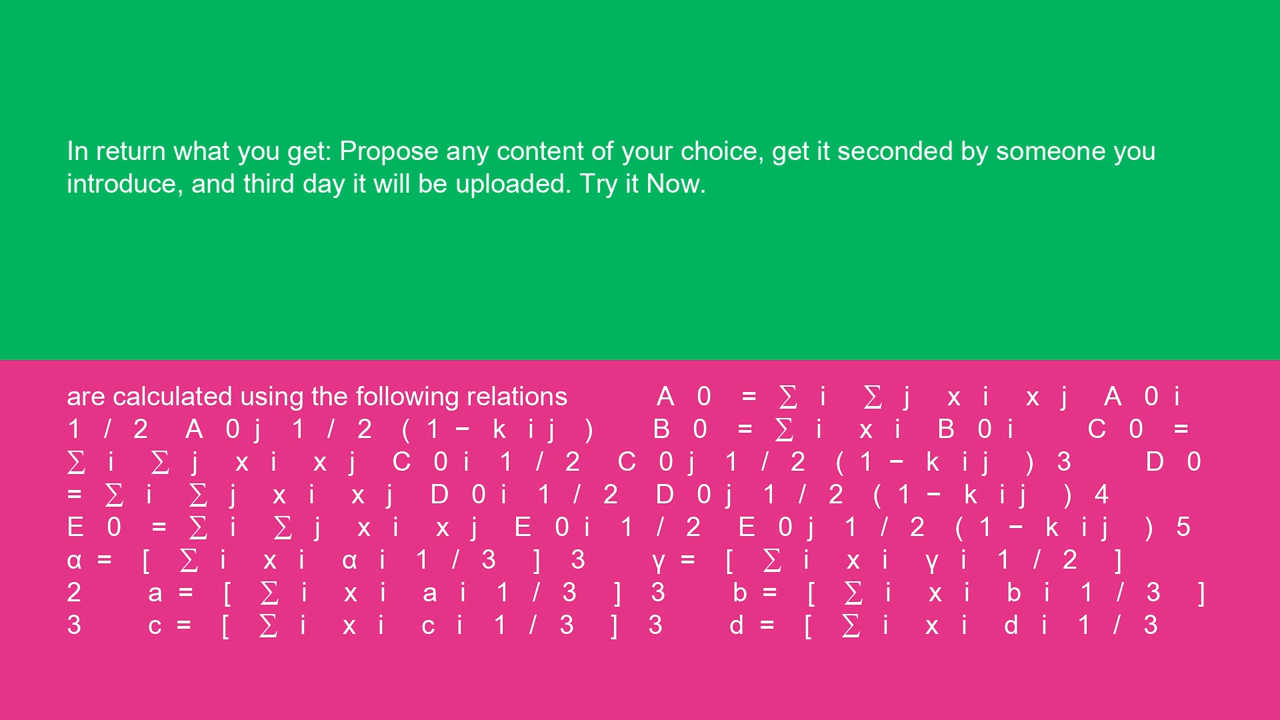 In return what you get: Propose any content of your choice, get it seconded by someone you
introduce, and third day it will be uploaded. Try it Now.
are calculated using the following relations A 0 = ∑ i ∑ j x i x j A 0 i
1 / 2 A 0 j 1 / 2 ( 1 − k i j ) B 0 = ∑ i x i B 0 i C 0 =
∑ i ∑ j x i x j C 0 i 1 / 2 C 0 j 1 / 2 ( 1 − k i j ) 3 D 0
= ∑ i ∑ j x i x j D 0 i 1 / 2 D 0 j 1 / 2 ( 1 − k i j ) 4
E 0 = ∑ i ∑ j x i x j E 0 i 1 / 2 E 0 j 1 / 2 ( 1 − k i j ) 5
α = [ ∑ i x i α i 1 / 3 ] 3 γ = [ ∑ i x i γ i 1 / 2 ]
2 a = [ ∑ i x i a i 1 / 3 ] 3 b = [ ∑ i x i b i 1 / 3 ]
3 c = [ ∑ i x i c i 1 / 3 ] 3 d = [ ∑ i x i d i 1 / 3